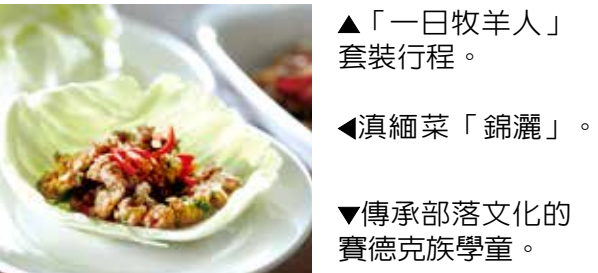 ▲「一日牧羊人」
套裝行程。
◀滇緬菜「錦灑」。
▼傳承部落文化的
賽德克族學童。